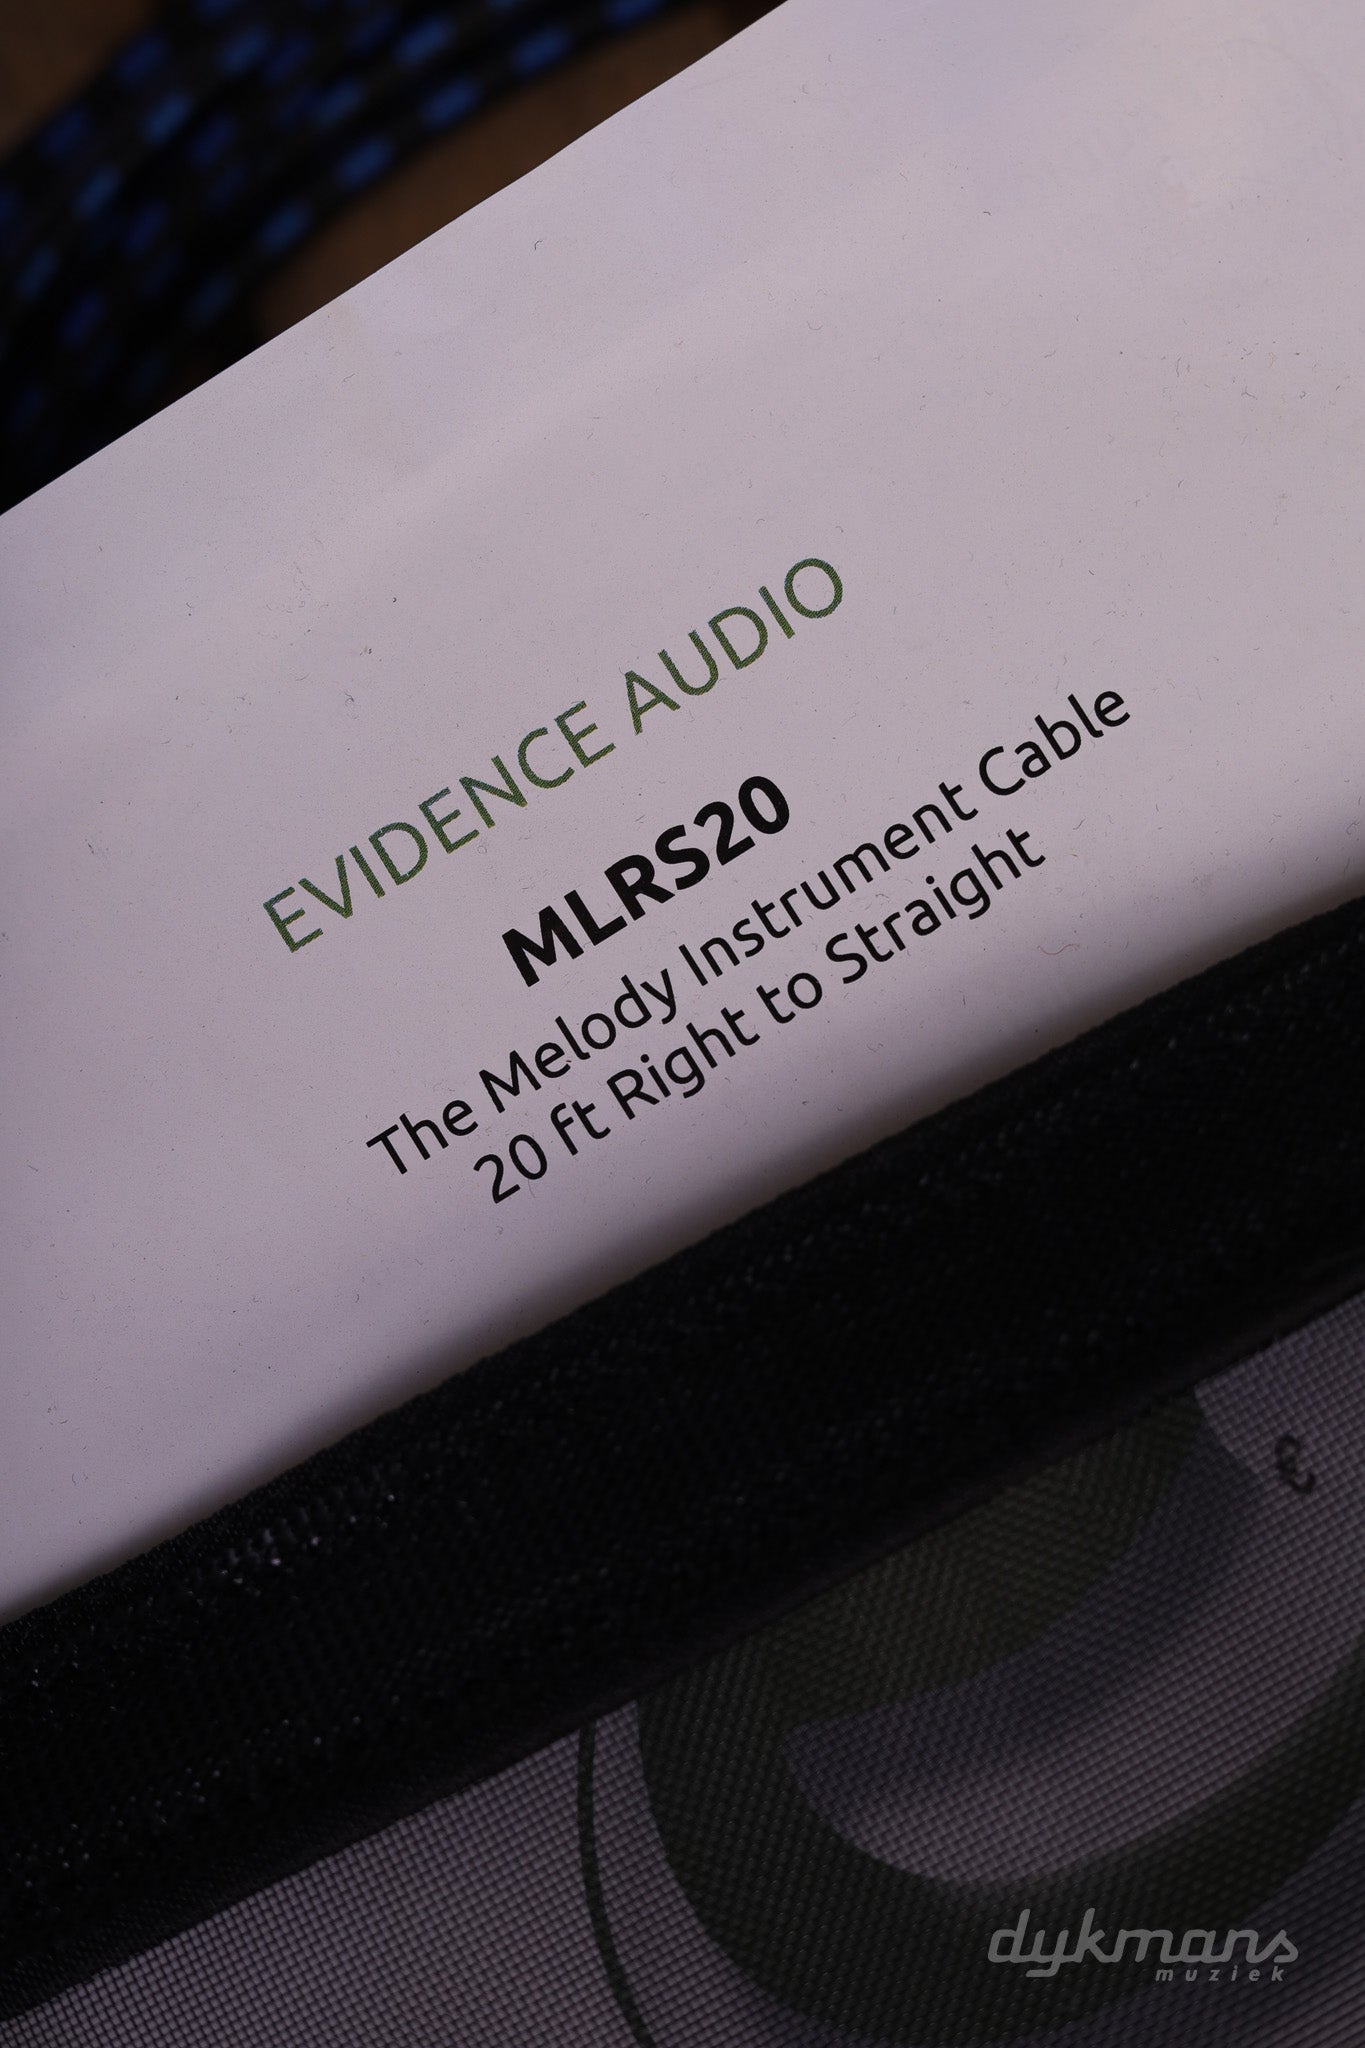 EVIDENCE AUDIO
MLRS20
The Melody Instrument Cable
20 ft Right to Straight
dykmans
muziek